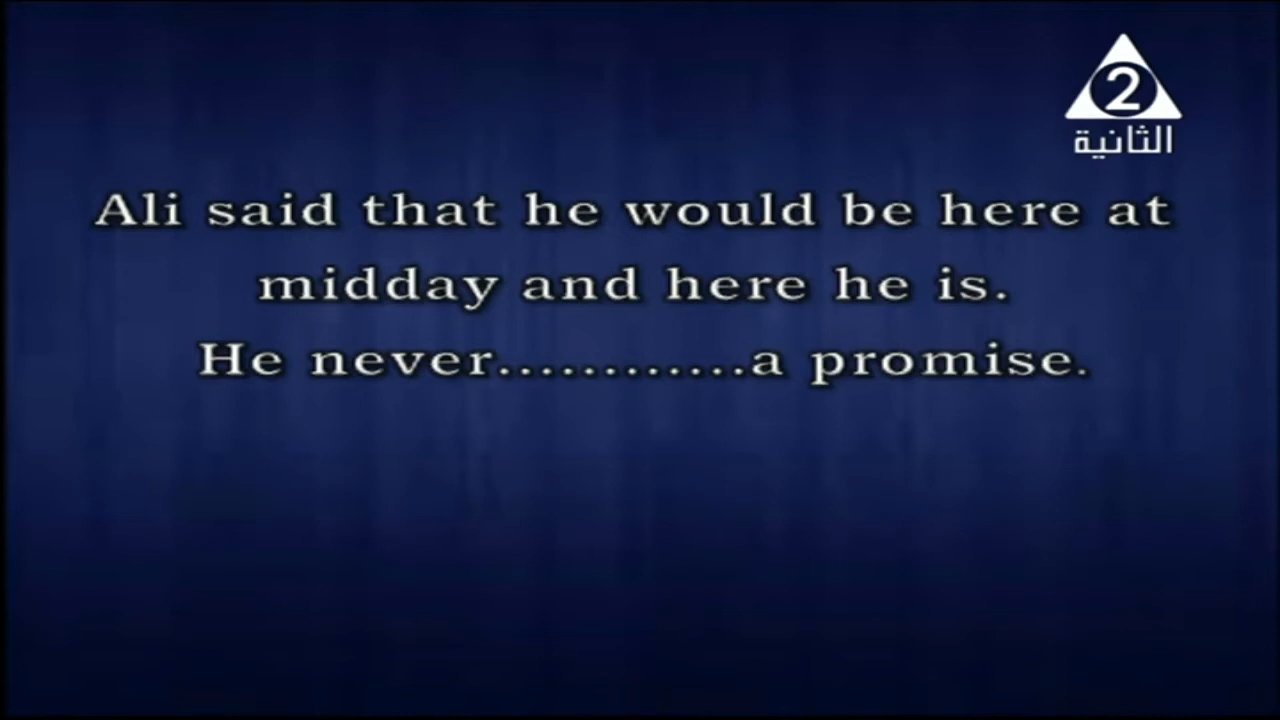 2
الثانية
Ali said that he would be here at
midday and here he is.
He never............a promise.